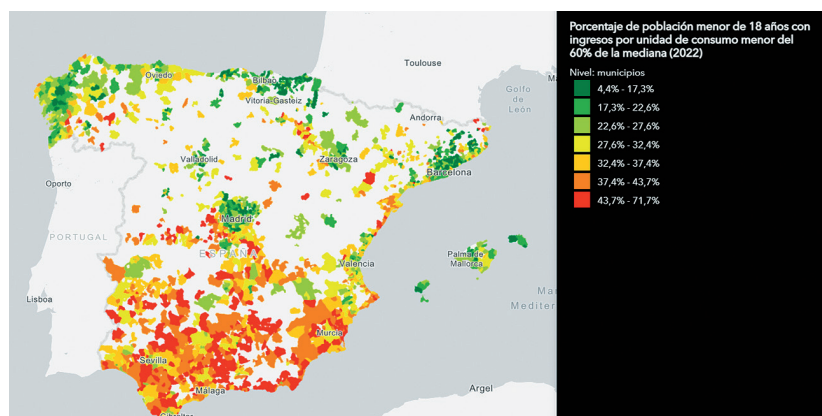 Porcentaje de población menor de 18 años con
ingresos por unidad de consumo menor del
60% de la mediana (2022)
Nivel: municipios
4,4% - 17,3%
17,3% - 22,6%
22,6% - 27,6%
27,6% - 32,4%
32,4% - 37,4%
37,4% - 43,7%
43,7% - 71,7%
Toulouse
Golfo
de
León
Oviedo
Bilbao
Vitoria-Gasteiz
Andorra
Valladolid
Zaragoza
Barcelona
Oporto
Madrid
PORTUGAL
ESPAÑA
Valencia
Palma de
Mallorca
Lisboa
Mediter
Murcia
Sevilla
Málaga
Argel
Gibraltar